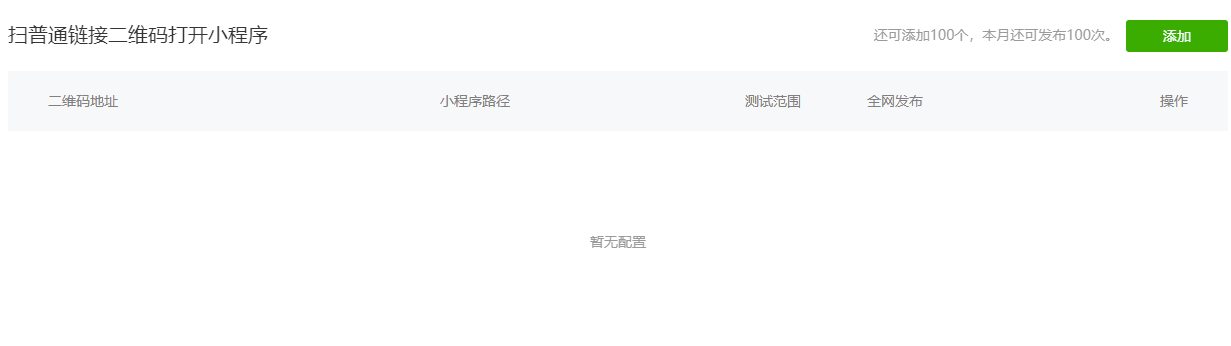 扫普通链接二维码打开小程序
还可添加100个，本月还可发布100次。 添加
二维码地址 小程序路径 测试范围 全网发布 操作
暂无配置